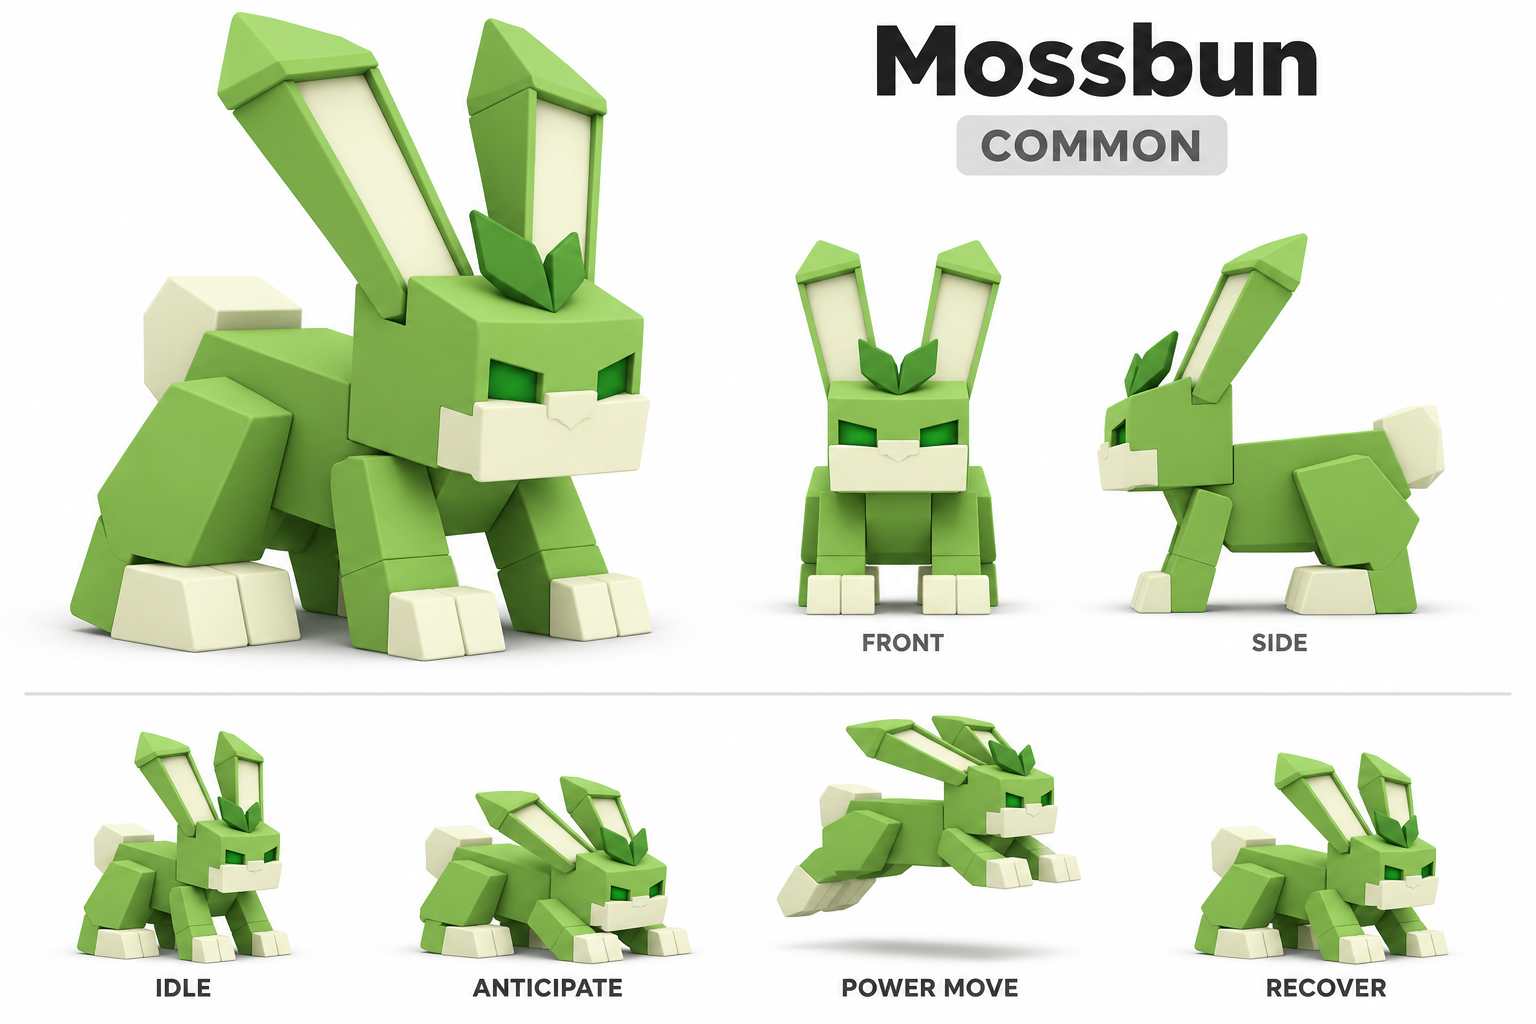 Mossbun
COMMON
FRONT
SIDE
IDLE
ANTICIPATE
POWER MOVE
RECOVER